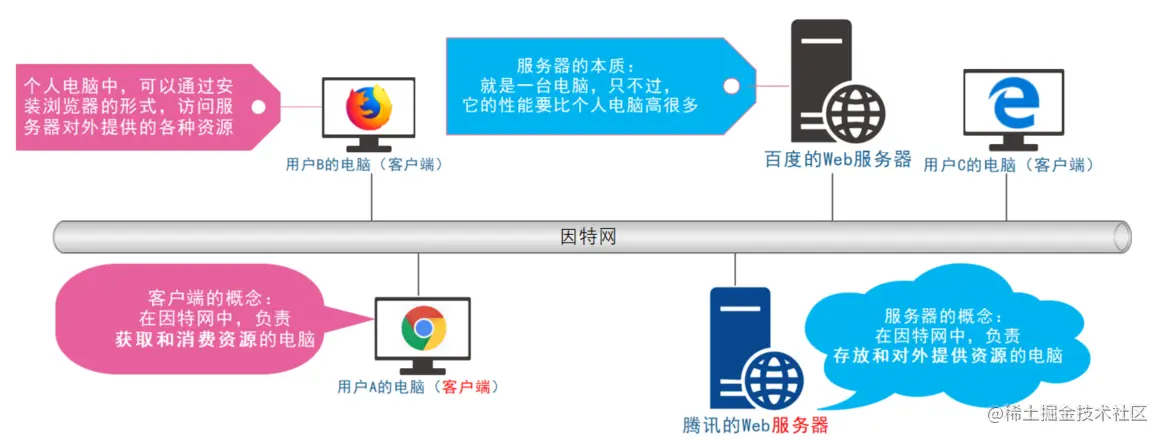 个人电脑中，可以通过安
装浏览器的形式，访问服
务器对外提供的各种资源
用户B的电脑（客户端）
服务器的本质：
就是一台电脑，只不过，
它的性能要比个人电脑高很多
百度的Web服务器
用户C的电脑（客户端）
因特网
客户端的概念：
在因特网中，负责
获取和消费资源的电脑
用户A的电脑（客户端）
腾讯的Web服务器
服务器的概念：
在因特网中，负责
存放和对外提供资源的电脑
@稀土掘金技术社区